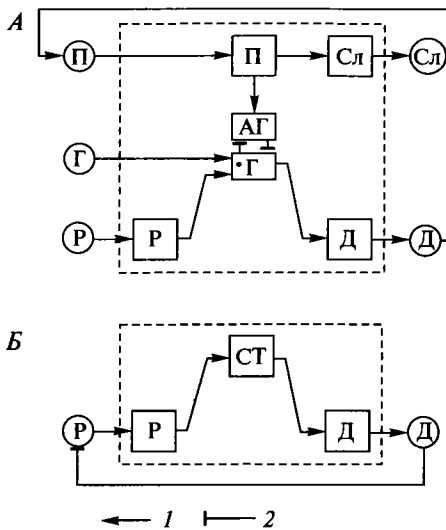 А
П П Сл Сл
АГ
Г Г
Р Р Д Д
Б
СТ
Р Р Д Д
1 2